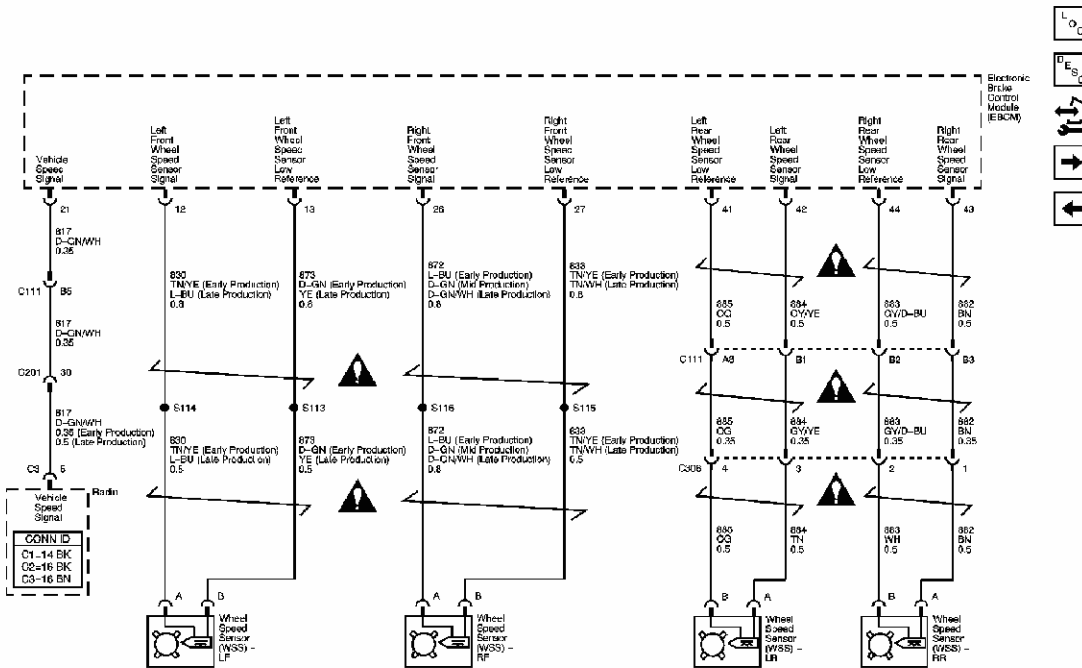 L O C
D E S C
Electronic
Brake
Control
Module
(EBCM)
Vehicle
Speed
Signal
Left
Front
Wheel
Speed
Sensor
Signal
Left
Front
Wheel
Speed
Sensor
Low
Reference
Right
Front
Wheel
Speed
Sensor
Signal
Right
Front
Wheel
Speed
Sensor
Low
Reference
Left
Rear
Wheel
Speed
Sensor
Low
Reference
Left
Rear
Wheel
Speed
Sensor
Signal
Right
Rear
Wheel
Speed
Sensor
Low
Reference
Right
Rear
Wheel
Speed
Sensor
Signal
21
12
13
26
27
41
42
44
43
817
D-GN/WH
0.35
830
TN/YE (Early Production)
L-BU (Late Production)
0.8
873
D-GN (Early Production)
YE (Late Production)
0.8
872
L-BU (Early Production)
D-GN (Mid Production)
D-GN/WH (Late Production)
0.8
833
TN/YE (Early Production)
TN/WH (Late Production)
0.8
885
OG
0.5
884
GY/YE
0.5
883
GY/D-BU
0.5
882
BN
0.5
C111 B5
817
D-GN/WH
0.35
C111 A8 B1 B2 B3
C201 30
S114
S113
S116
S115
885
OG
0.35
884
GY/YE
0.35
883
GY/D-BU
0.35
882
BN
0.35
817
D-GN/WH
0.35 (Early Production)
0.5 (Late Production)
830
TN/YE (Early Production)
L-BU (Late Production)
0.5
873
D-GN (Early Production)
YE (Late Production)
0.5
872
L-BU (Early Production)
D-GN (Mid Production)
D-GN/WH (Late Production)
0.8
833
TN/YE (Early Production)
TN/WH (Late Production)
0.5
C306 4 3 2 1
C3
Radio
Vehicle
Speed
Signal
CONN ID
C1=14 BK
C2=16 BK
C3=16 BN
885
OG
0.5
884
TN
0.5
883
WH
0.5
882
BN
0.5
A B
A B
B A
B A
Wheel
Speed
Sensor
(WSS) -
LF
Wheel
Speed
Sensor
(WSS) -
RF
Wheel
Speed
Sensor
(WSS) -
LR
Wheel
Speed
Sensor
(WSS) -
RR